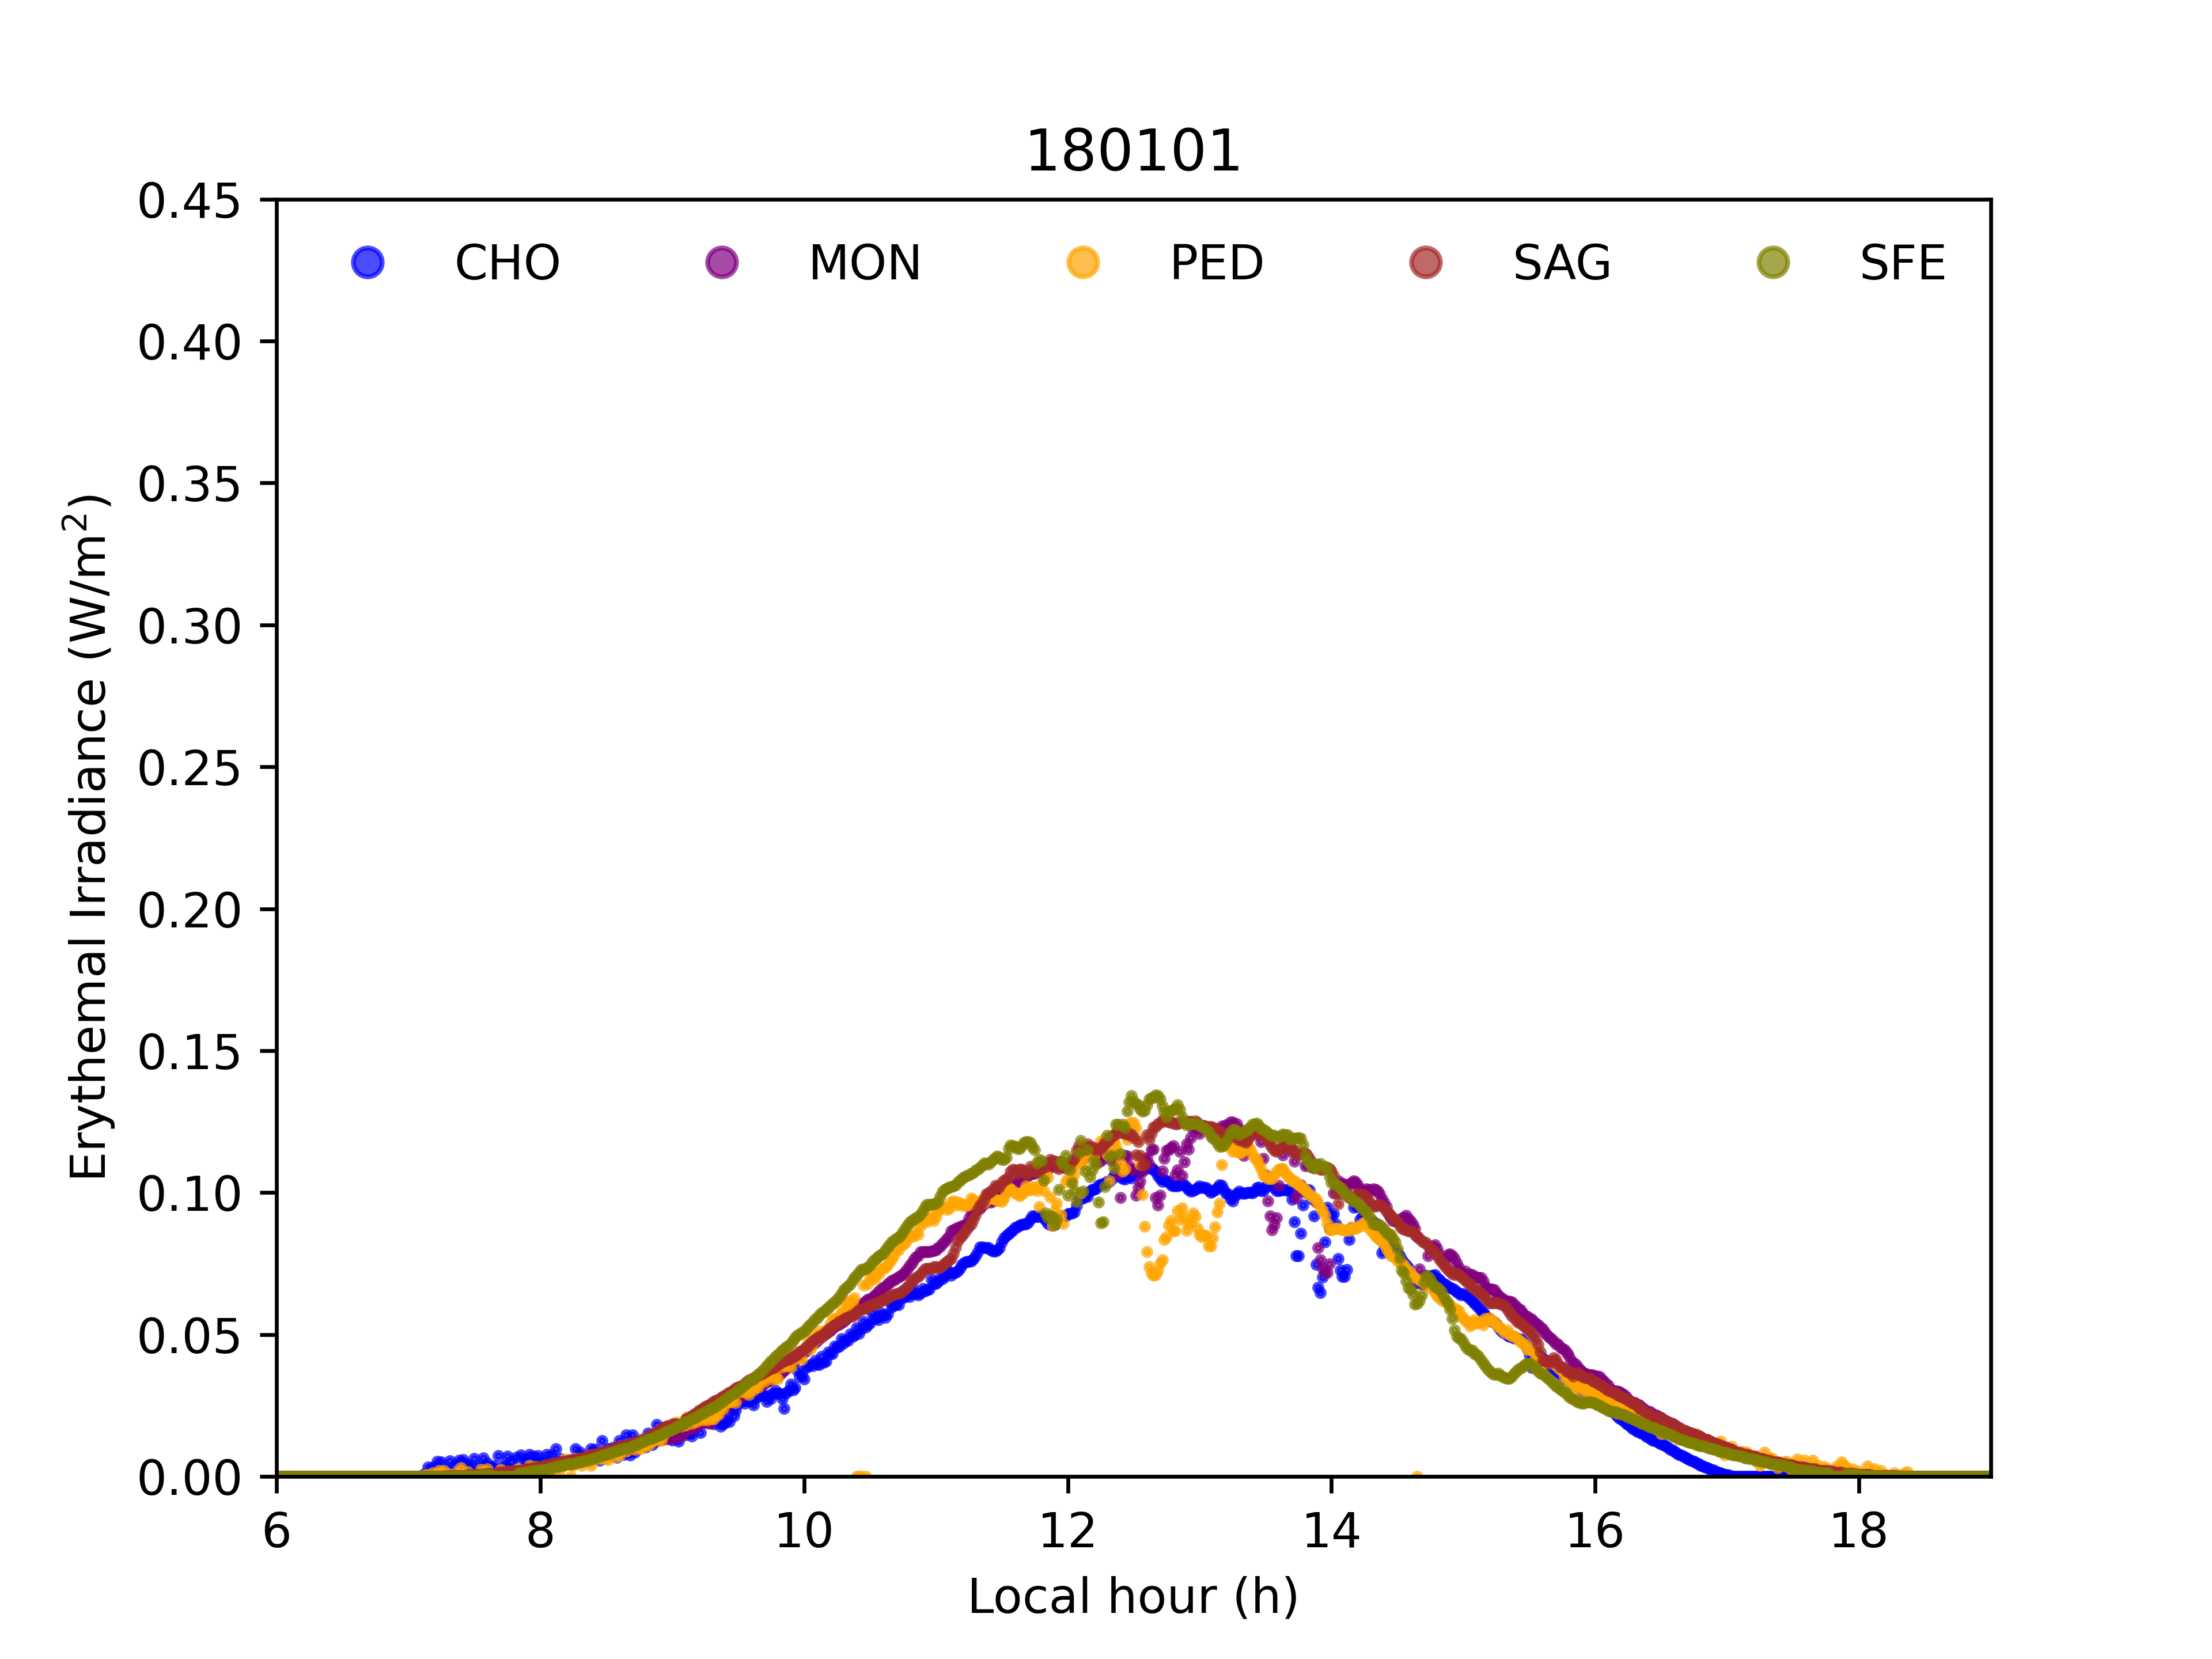 180101
CHO MON PED SAG SFE
0.45
0.40
0.35
0.30
0.25
0.20
0.15
0.10
0.05
0.00
Erythemal Irradiance (W/m²)
6 8 10 12 14 16 18
Local hour (h)